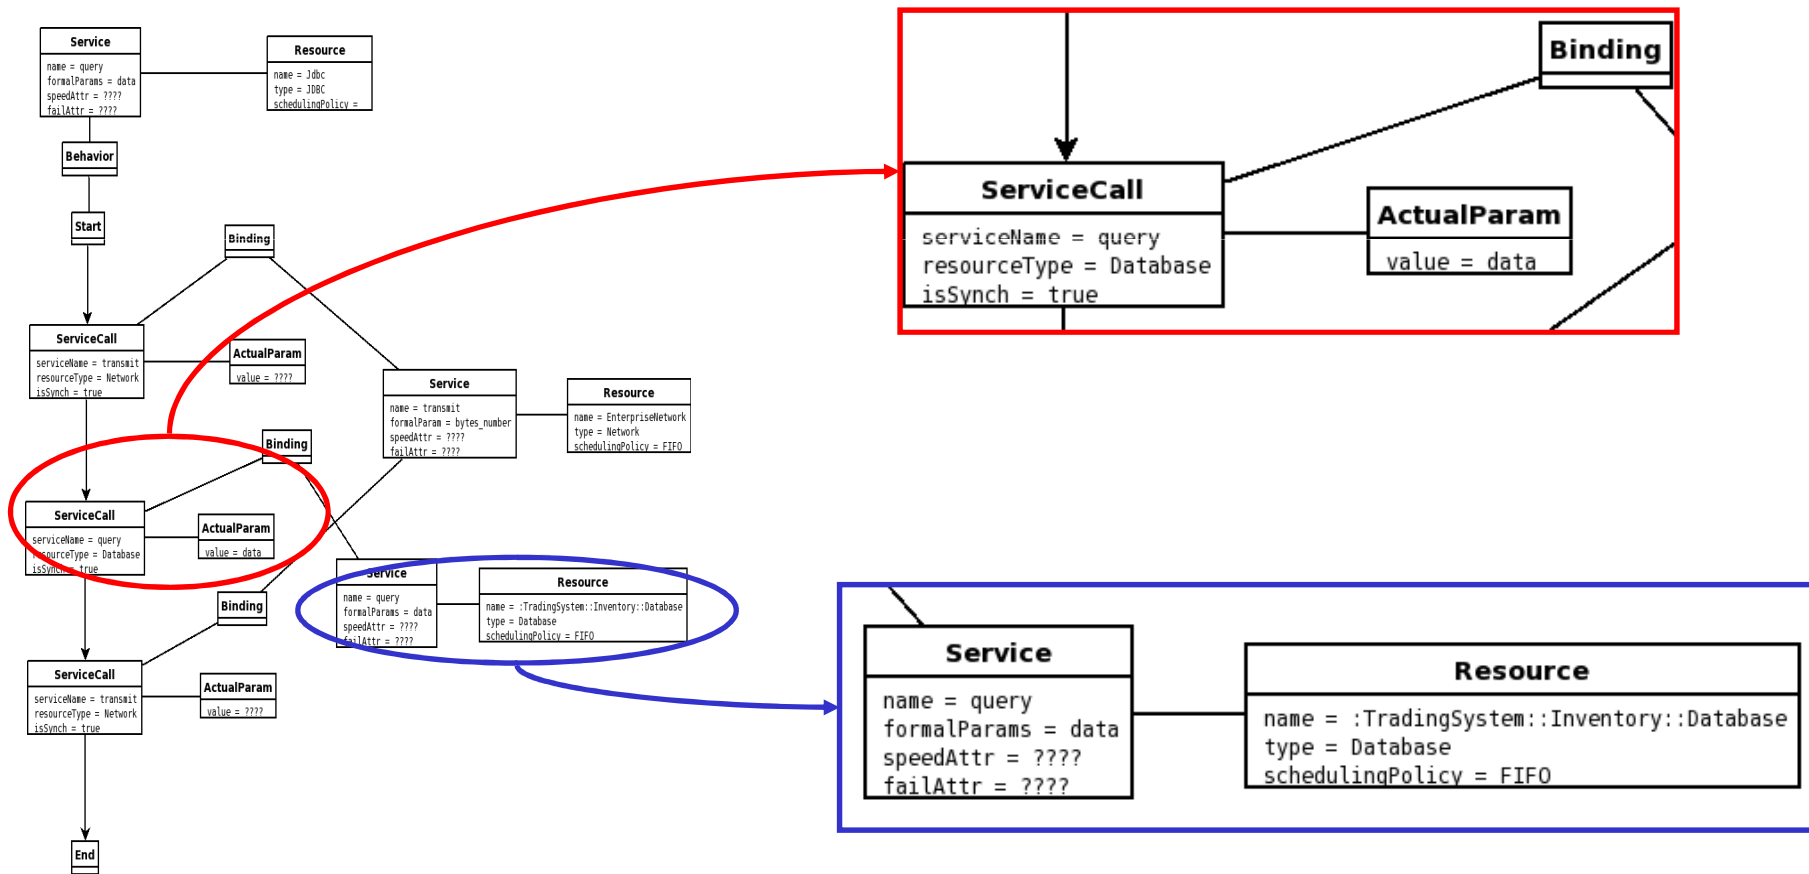 Service
name = query
formalParams = data
speedAttr = ????
failAttr = ????
Resource
name = Jdbc
type = JDBC
schedulingPolicy =
Behavior
Start
Binding
ServiceCall
serviceName = transmit
resourceType = Network
isSynch = true
ActualParam
value = ????
Service
name = transmit
formalParam = bytes_number
speedAttr = ????
failAttr = ????
Resource
name = EnterpriseNetwork
type = Network
schedulingPolicy = FIFO
Binding
ServiceCall
serviceName = query
resourceType = Database
isSynch = true
ActualParam
value = data
Service
name = query
formalParams = data
speedAttr = ????
failAttr = ????
Resource
name = :TradingSystem::Inventory::Database
type = Database
schedulingPolicy = FIFO
Binding
ServiceCall
serviceName = transmit
resourceType = Network
isSynch = true
ActualParam
value = ????
End
Binding
ServiceCall
serviceName = query
resourceType = Database
isSynch = true
ActualParam
value = data
Service
name = query
formalParams = data
speedAttr = ????
failAttr = ????
Resource
name = :TradingSystem::Inventory::Database
type = Database
schedulingPolicy = FIFO